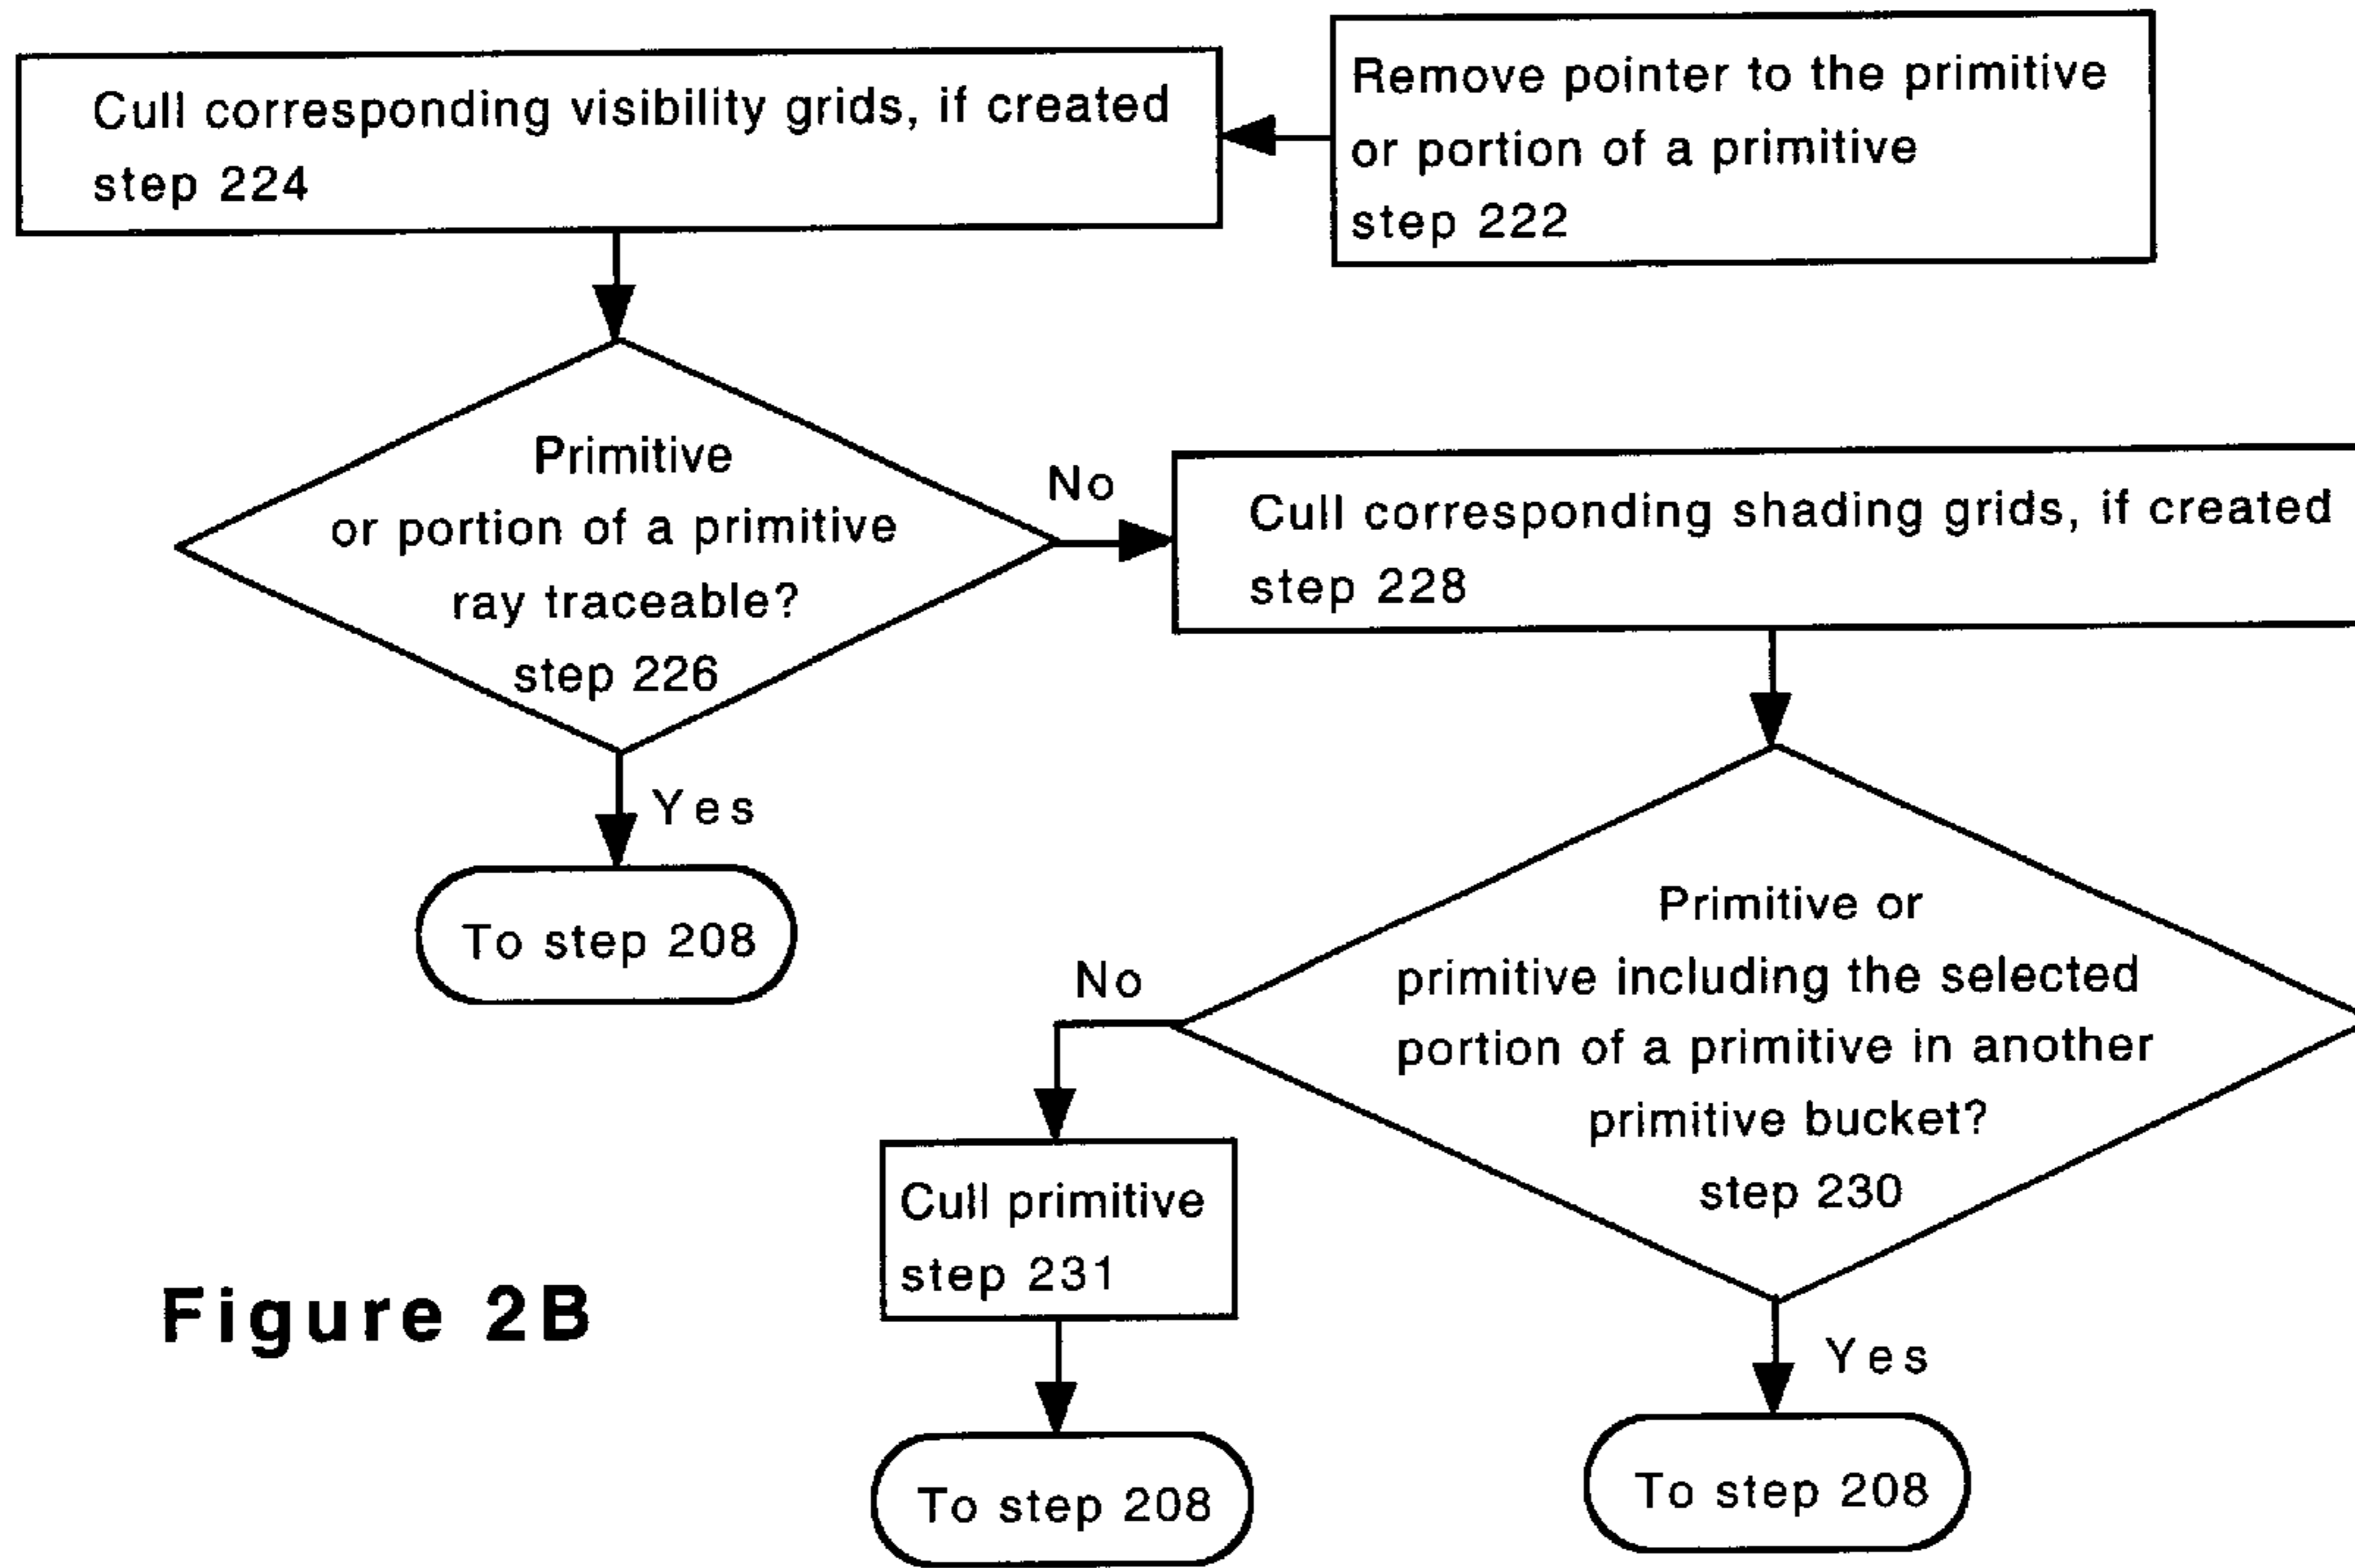 Remove pointer to the primitive
or portion of a primitive
step 222
Cull corresponding visibility grids, if created
step 224
Primitive
or portion of a primitive
ray traceable?
step 226
No
Yes
To step 208
Cull corresponding shading grids, if created
step 228
Primitive or
primitive including the selected
portion of a primitive in another
primitive bucket?
step 230
No
Cull primitive
step 231
To step 208
Yes
To step 208
Figure 2B